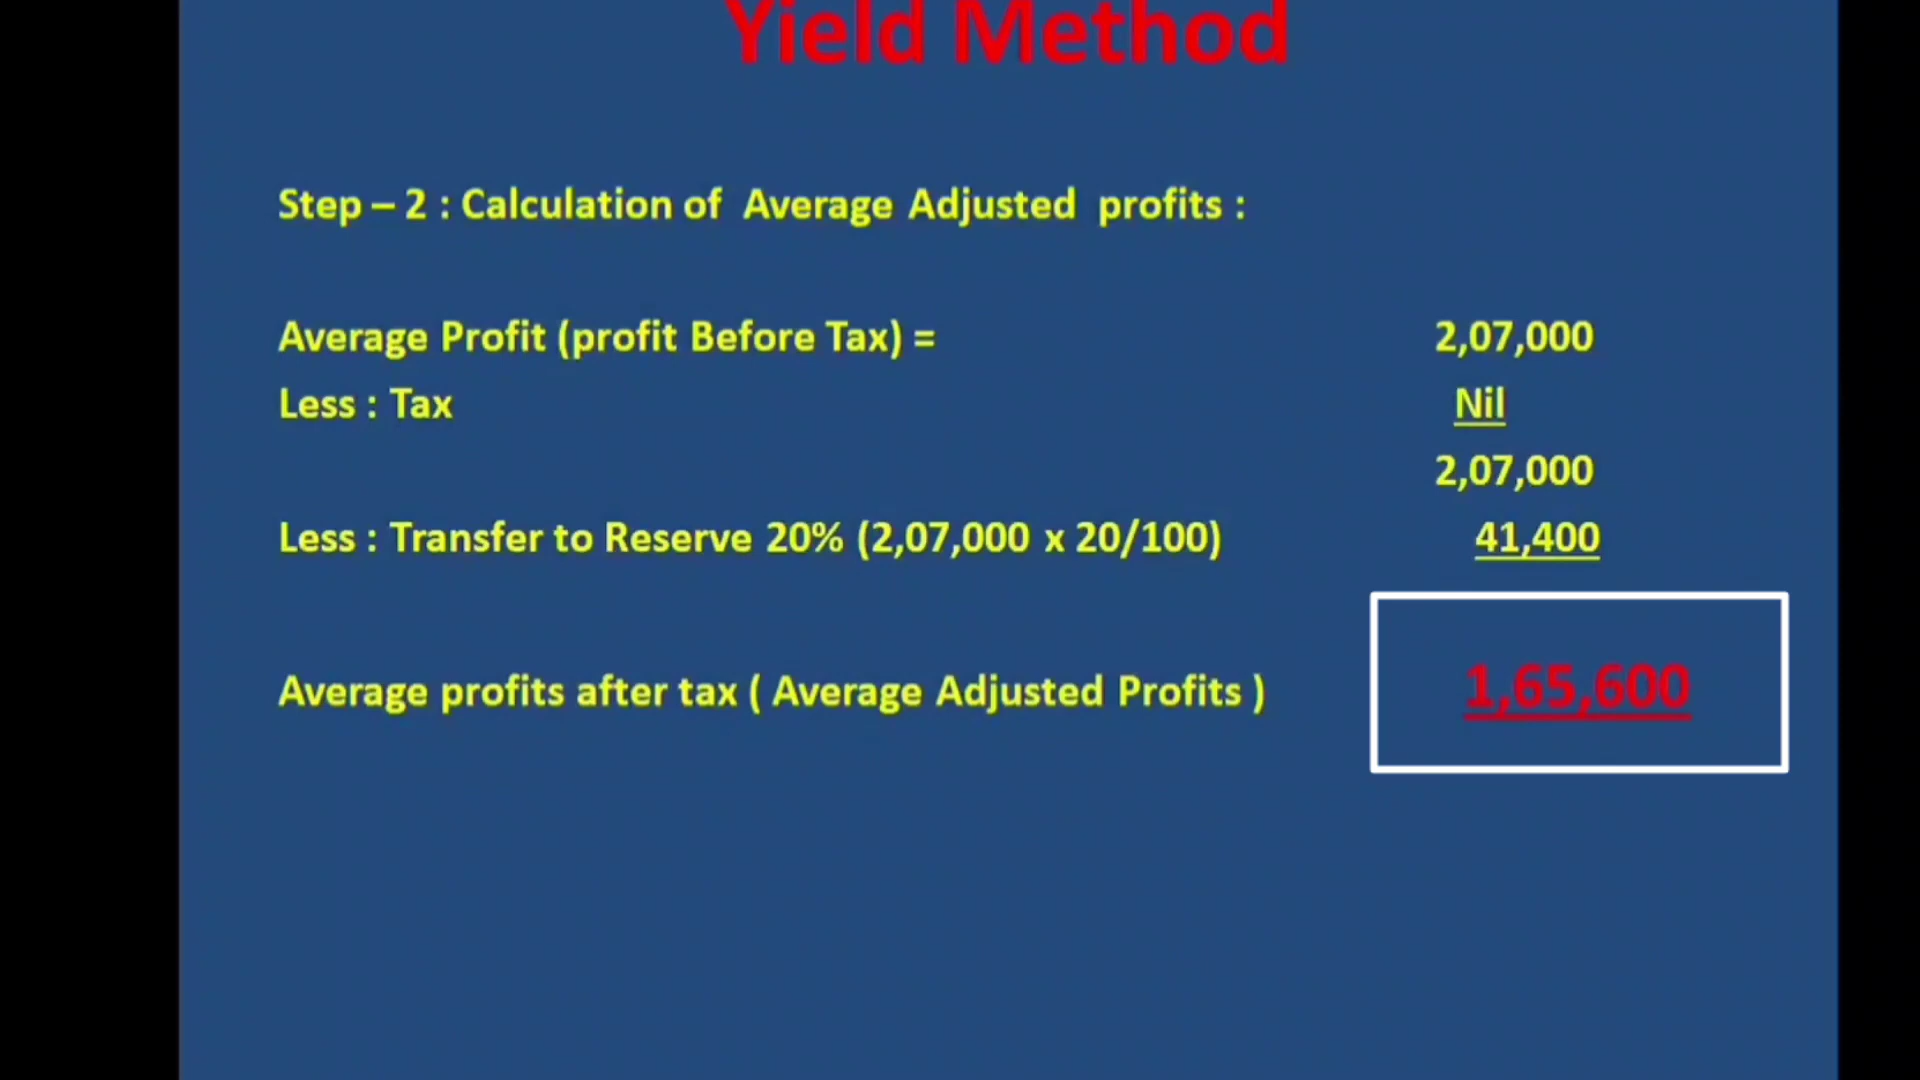 Yield Method
Step – 2 : Calculation of Average Adjusted profits :
Average Profit (profit Before Tax) = 2,07,000
Less : Tax Nil
2,07,000
Less : Transfer to Reserve 20% (2,07,000 x 20/100) 41,400
Average profits after tax ( Average Adjusted Profits ) 1,65,600